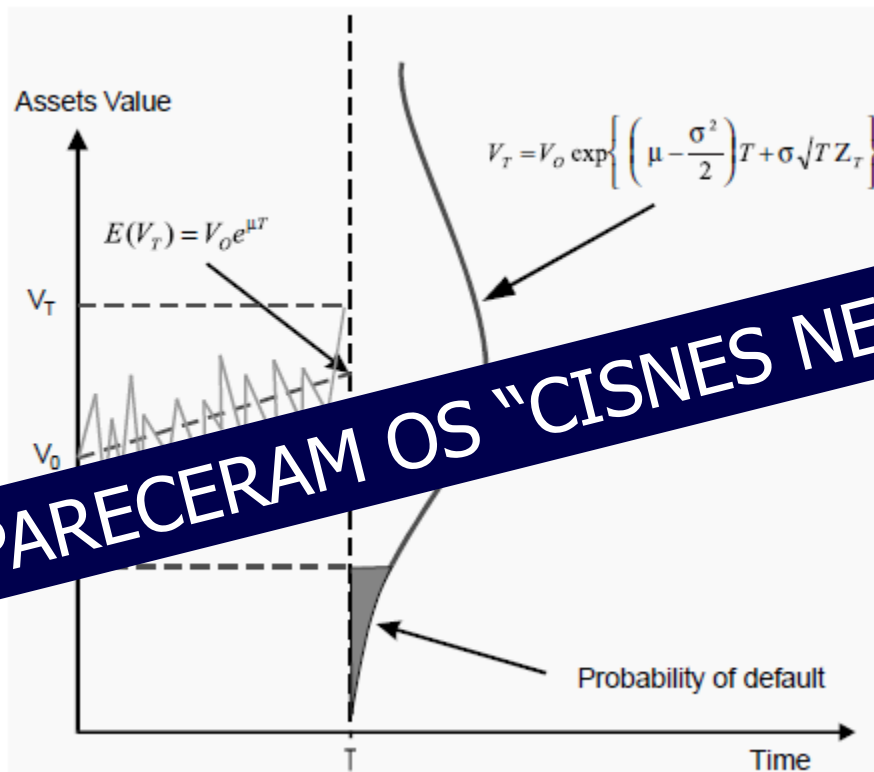 Assets Value
V_T = V_O exp{ ( μ − σ²/2 ) T + σ√T Z_T }
E(V_T) = V_O e^{μT}
V_T
V_0
PARECERAM OS “CISNES NE
Probability of default
T
Time